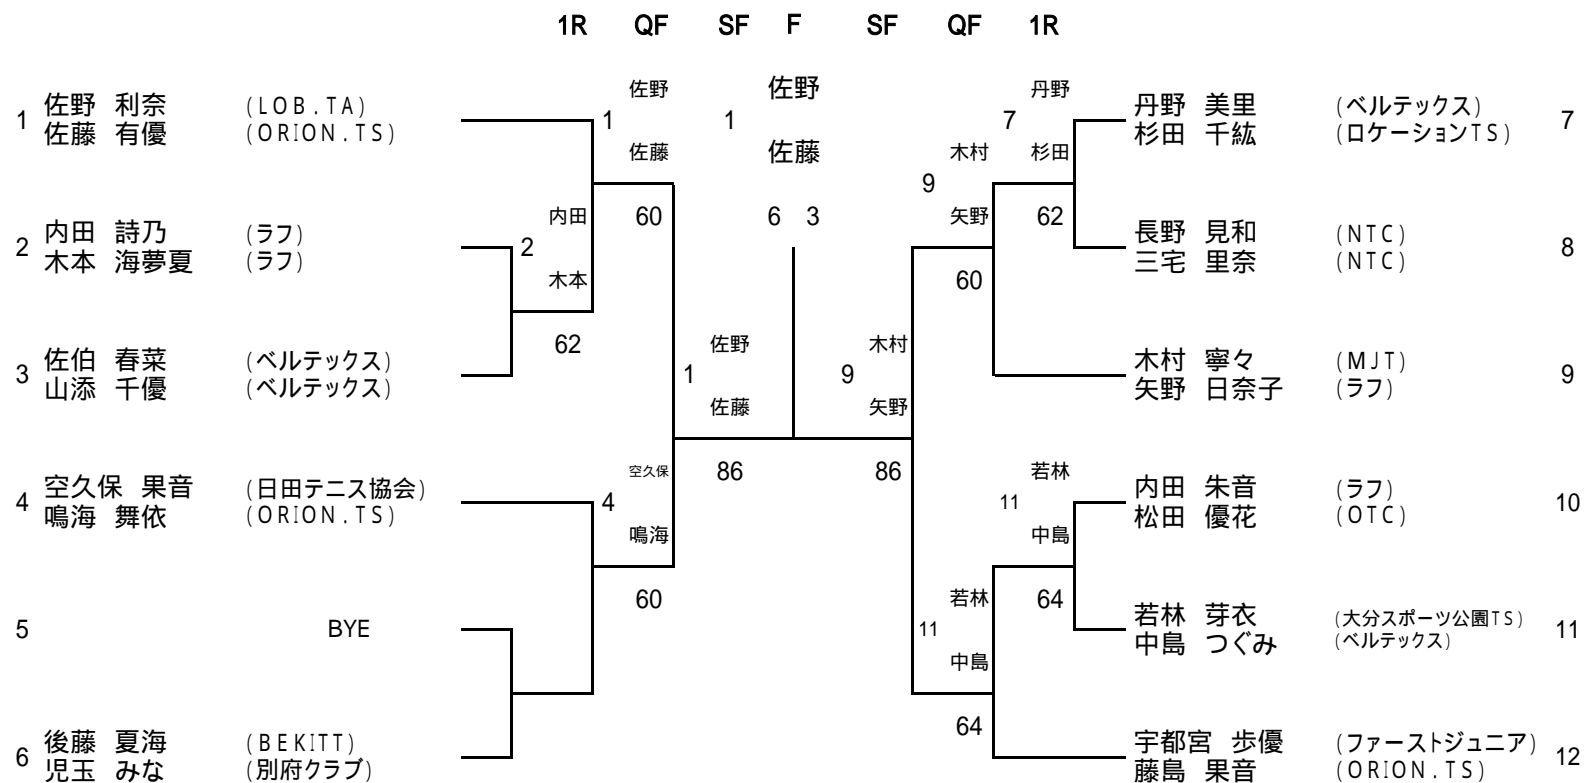 1R QF SF F SF QF 1R
佐野 佐野 丹野
1 佐野 利奈 (LOB.TA) 1 1 7 丹野 美里 (ベルテックス) 7
佐藤 有優 (ORION.TS) 杉田 千紘 (ロケーションTS)
佐藤 佐藤 木村 杉田
9
内田 60 6 3 矢野 62
2 内田 詩乃 (ラフ) 2 長野 見和 (NTC) 8
木本 海夢夏 (ラフ) 三宅 里奈 (NTC)
木本 60
62 佐野 木村
3 佐伯 春菜 (ベルテックス) 1 9 木村 寧々 (MJT) 9
山添 千優 (ベルテックス) 矢野 日奈子 (ラフ)
佐藤 矢野
空久保 86 86 若林
4 空久保 果音 (日田テニス協会) 4 11 内田 朱音 (ラフ) 10
鳴海 舞依 (ORION.TS) 松田 優花 (OTC)
鳴海 中島
60 若林 64
5 BYE 11 若林 芽衣 (大分スポーツ公園TS) 11
中島 つぐみ (ベルテックス)
中島
64
6 後藤 夏海 (BEKITT) 宇都宮 歩優 (ファーストジュニア) 12
児玉 みな (別府クラブ) 藤島 果音 (ORION.TS)